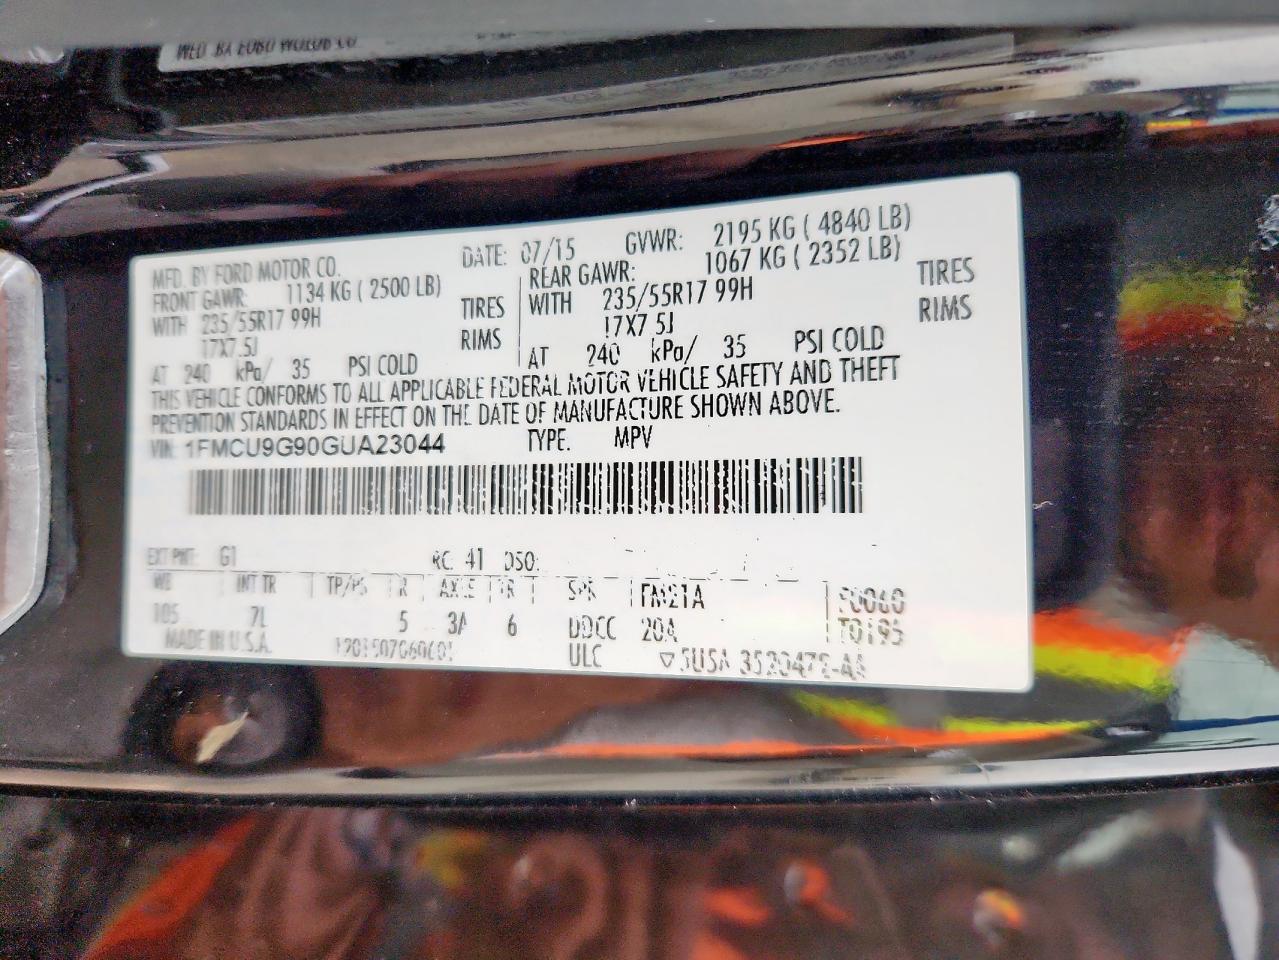 MFD. BY FORD MOTOR CO. DATE: 07/15 GVWR: 2195 KG ( 4840 LB)
FRONT GAWR: 1134 KG ( 2500 LB) REAR GAWR: 1067 KG ( 2352 LB)
WITH 235/55R17 99H TIRES WITH 235/55R17 99H TIRES
17X7.5J RIMS 17X7.5J RIMS
AT 240 kPa/ 35 PSI COLD AT 240 kPa/ 35 PSI COLD
THIS VEHICLE CONFORMS TO ALL APPLICABLE FEDERAL MOTOR VEHICLE SAFETY AND THEFT
PREVENTION STANDARDS IN EFFECT ON THE DATE OF MANUFACTURE SHOWN ABOVE.
VIN: 1FMCU9G90GUA23044 TYPE: MPV
EXT PNT: G1 RC: 41 DSO:
WB INT TR TP/PS R AXLE TR SPR FM21A
105 7L 5 3A 6 DDCC 20A T0195
MADE IN U.S.A. ULC